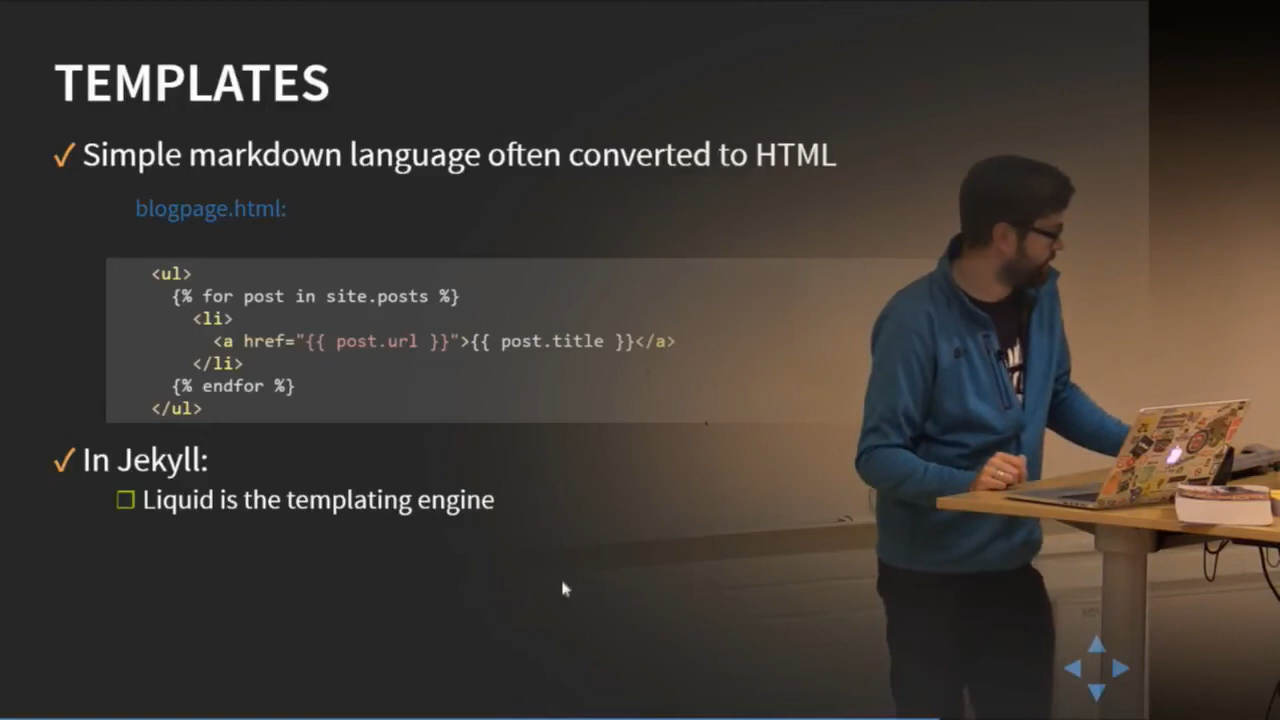 TEMPLATES
✓ Simple markdown language often converted to HTML
blogpage.html:
<ul>
{% for post in site.posts %}
<li>
<a href="{{ post.url }}">{{ post.title }}</a>
</li>
{% endfor %}
</ul>
✓ In Jekyll:
❒ Liquid is the templating engine